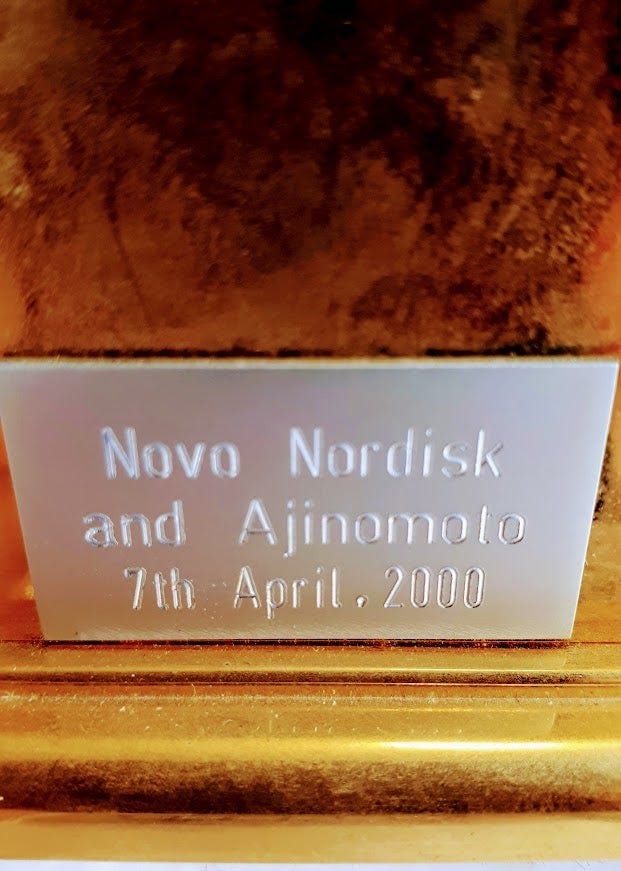 Novo Nordisk
and Ajinomoto
7th April.2000